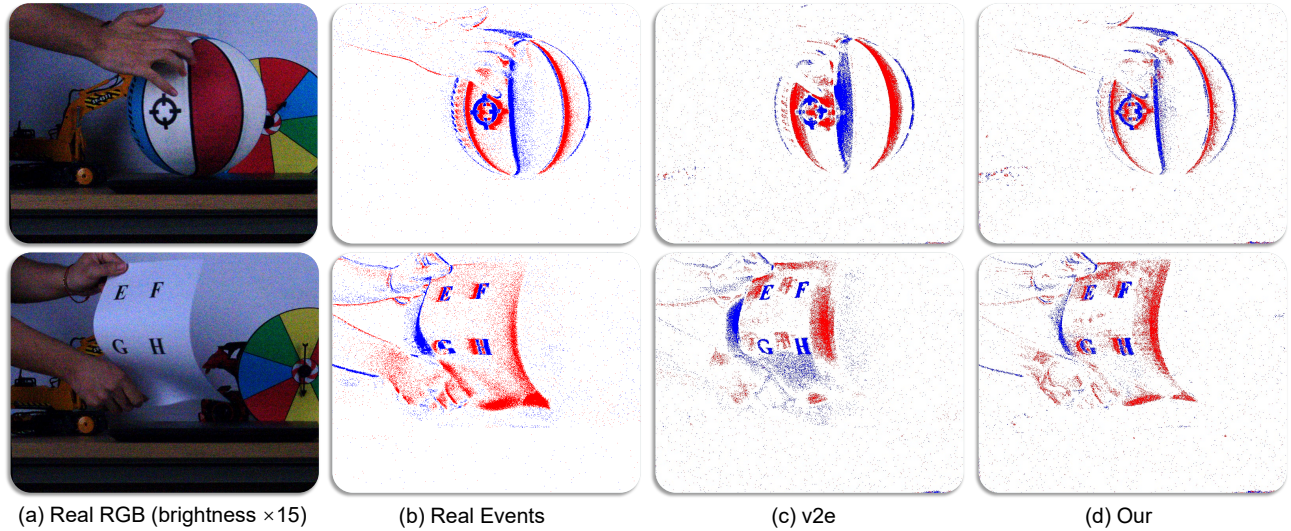 E F
G H
E F
G H
E F
G H
E F
G H
(a) Real RGB (brightness ×15)
(b) Real Events
(c) v2e
(d) Our